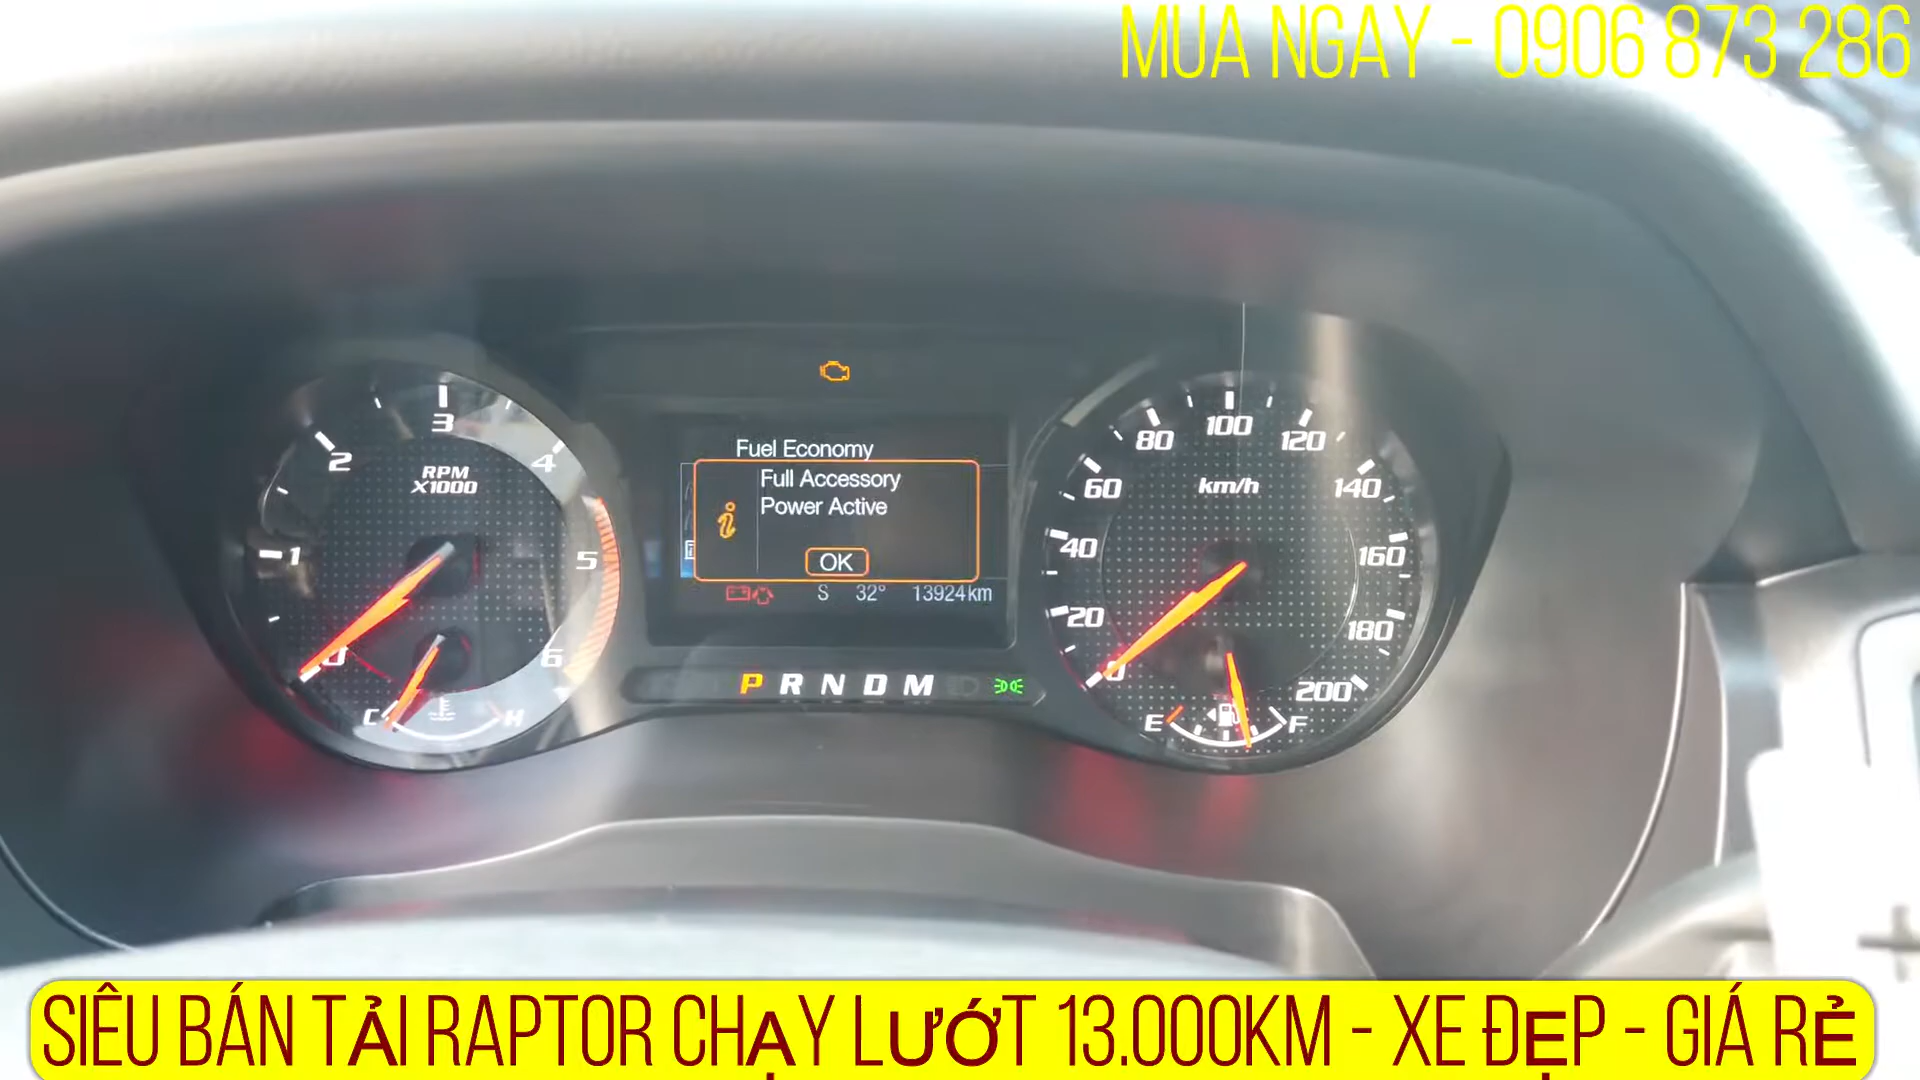 MUA NGAY - 0906 873 286
3
2
4
RPM
X1000
1
5
0
6
C
H
Fuel Economy
Full Accessory
Power Active
i
OK
S 32° 13924km
P R N D M
100
80
120
60
140
km/h
40
160
20
180
0
200
E
F
SIÊU BÁN TẢI RAPTOR CHẠY LƯỚT 13.000KM - XE ĐẸP - GIÁ RẺ